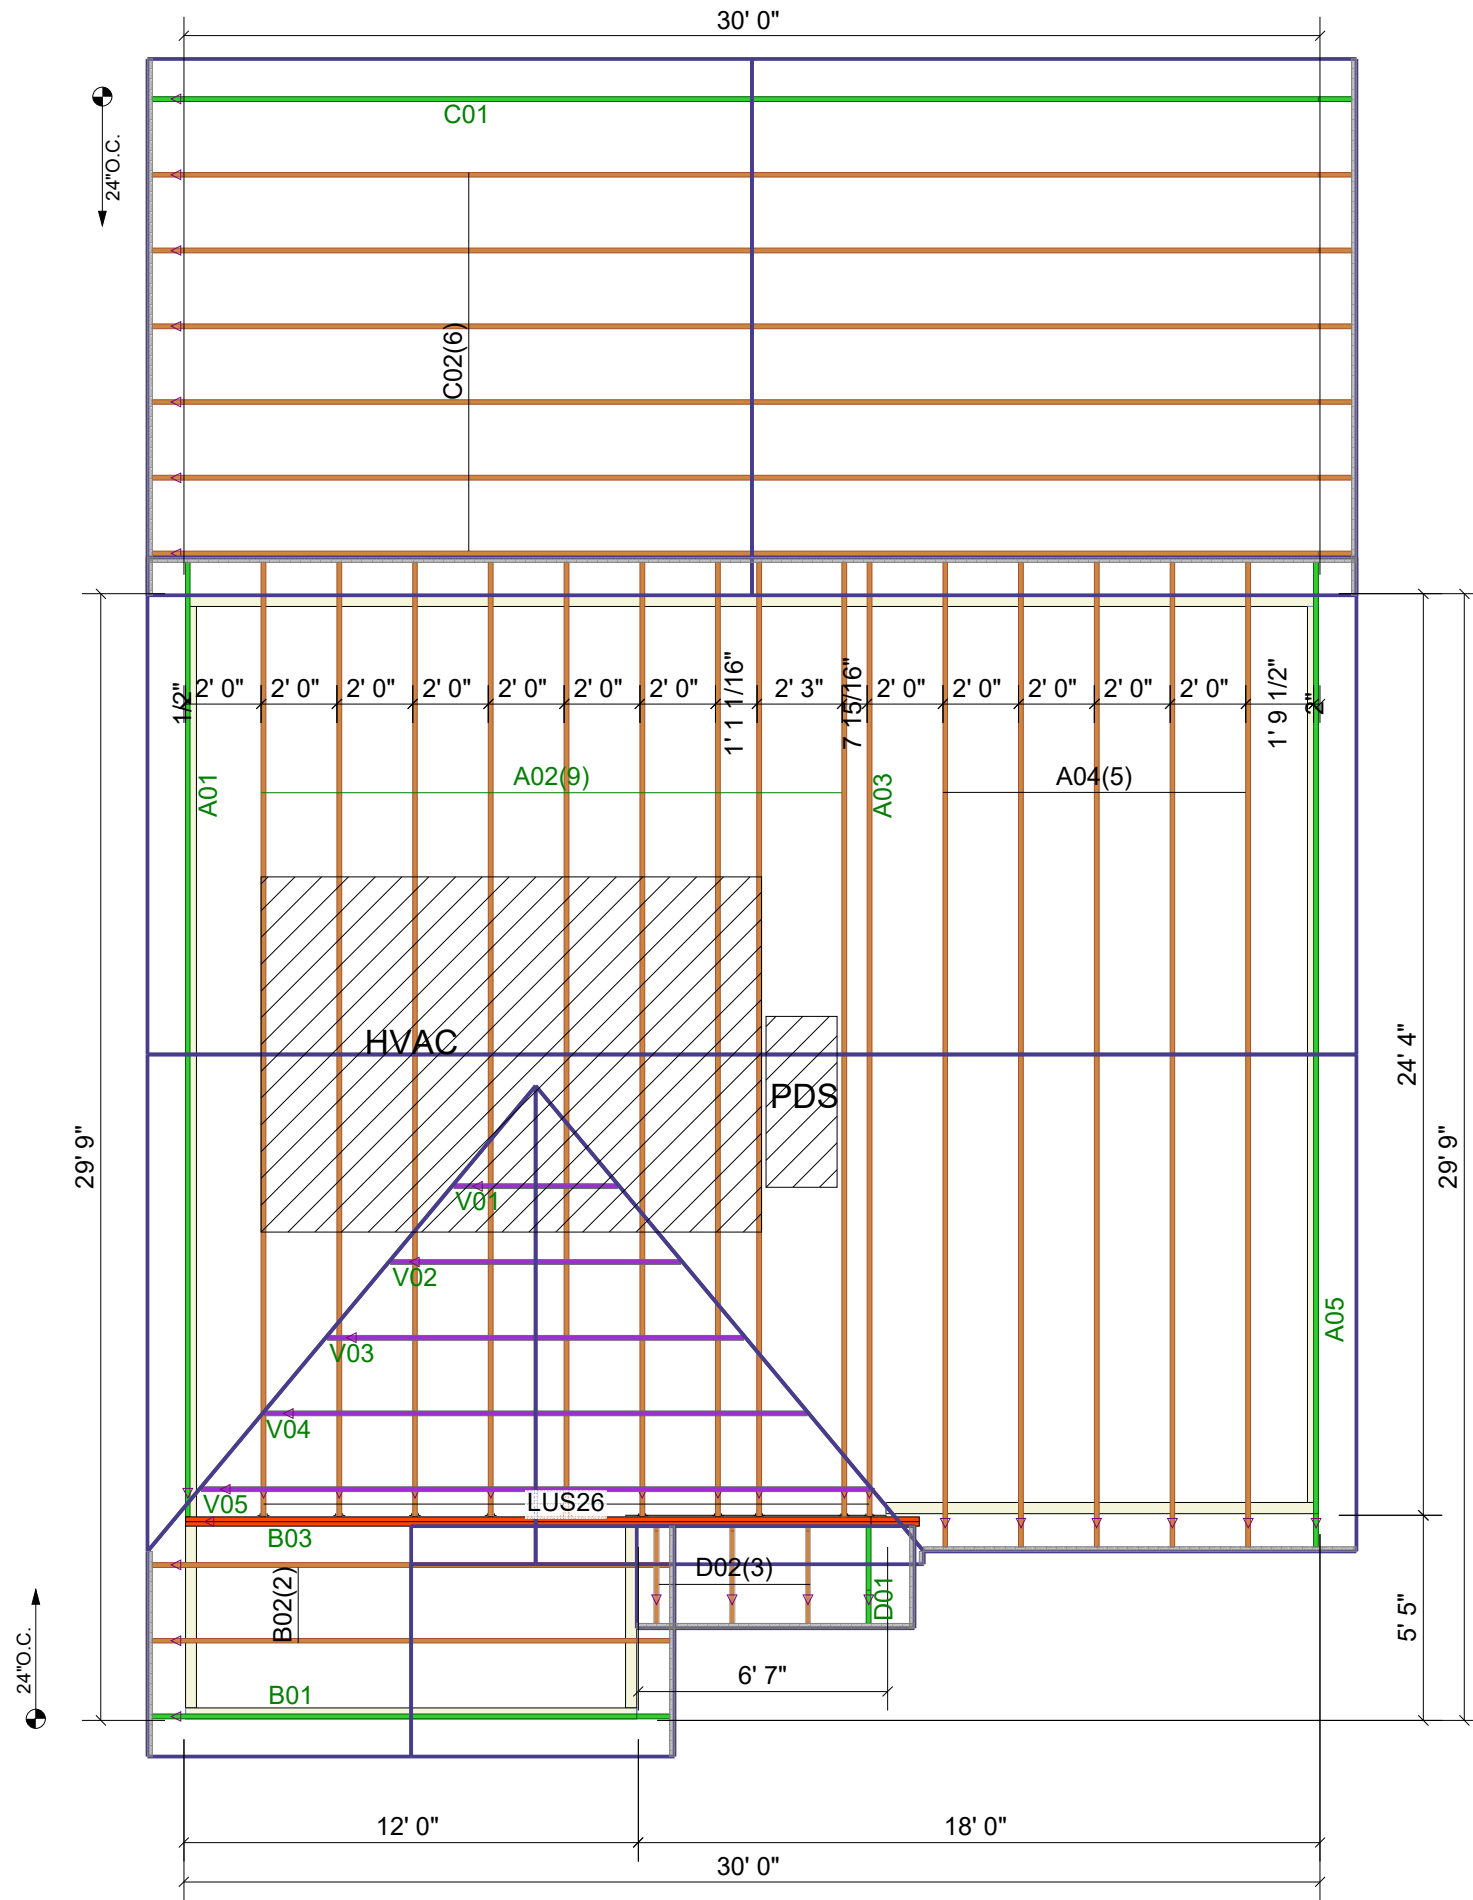 30' 0"
C01
24"O.C.
C02(6)
1/2"
2' 0"
2' 0"
2' 0"
2' 0"
2' 0"
2' 0"
2' 0"
1' 1 1/16"
2' 3"
7 15/16"
2' 0"
2' 0"
2' 0"
2' 0"
2' 0"
1' 9 1/2"
2"
A01
A02(9)
A03
A04(5)
HVAC
PDS
24' 4"
29' 9"
29' 9"
V01
V02
V03
A05
V04
V05
LUS26
B03
B02(2)
D02(3)
D01
5' 5"
24"O.C.
6' 7"
B01
12' 0"
18' 0"
30' 0"